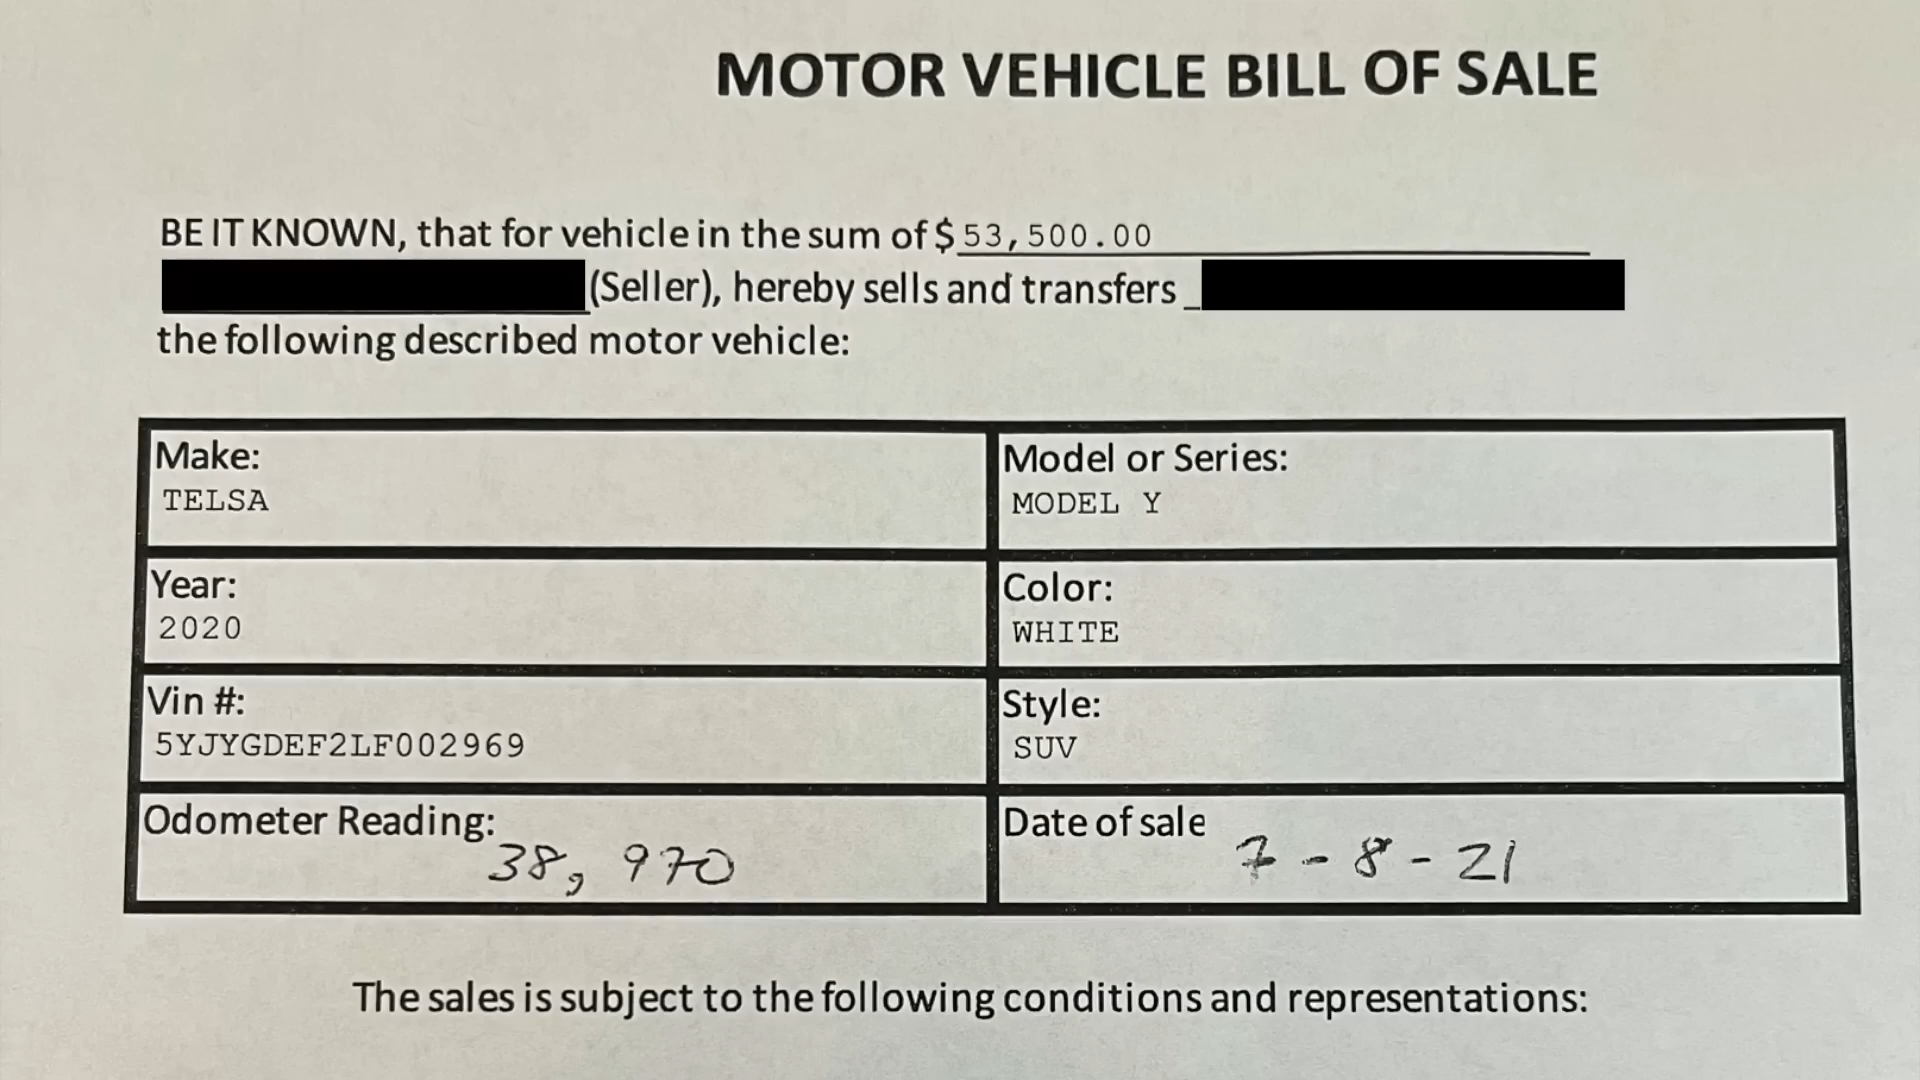 MOTOR VEHICLE BILL OF SALE
BE IT KNOWN, that for vehicle in the sum of $ 53,500.00
(Seller), hereby sells and transfers _
the following described motor vehicle:
Make:
TELSA
Model or Series:
MODEL Y
Year:
2020
Color:
WHITE
Vin #:
5YJYGDEF2LF002969
Style:
SUV
Odometer Reading:
38, 970
Date of sale
7 - 8 - 21
The sales is subject to the following conditions and representations: